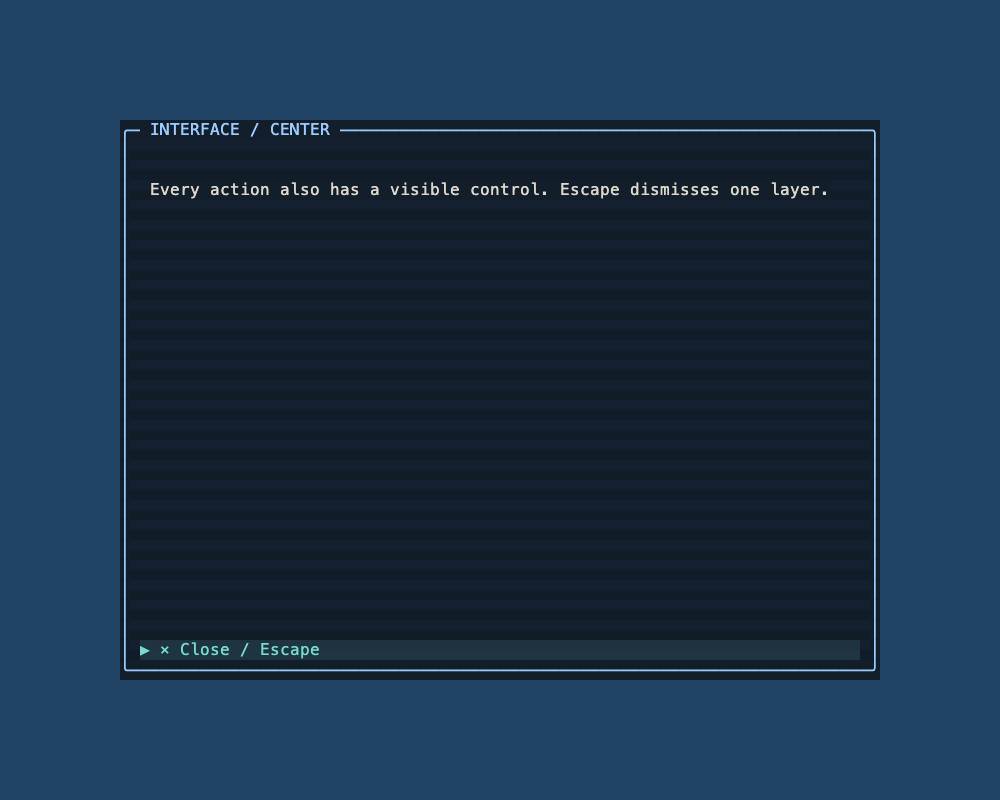 INTERFACE / CENTER
Every action also has a visible control. Escape dismisses one layer.
▶ × Close / Escape